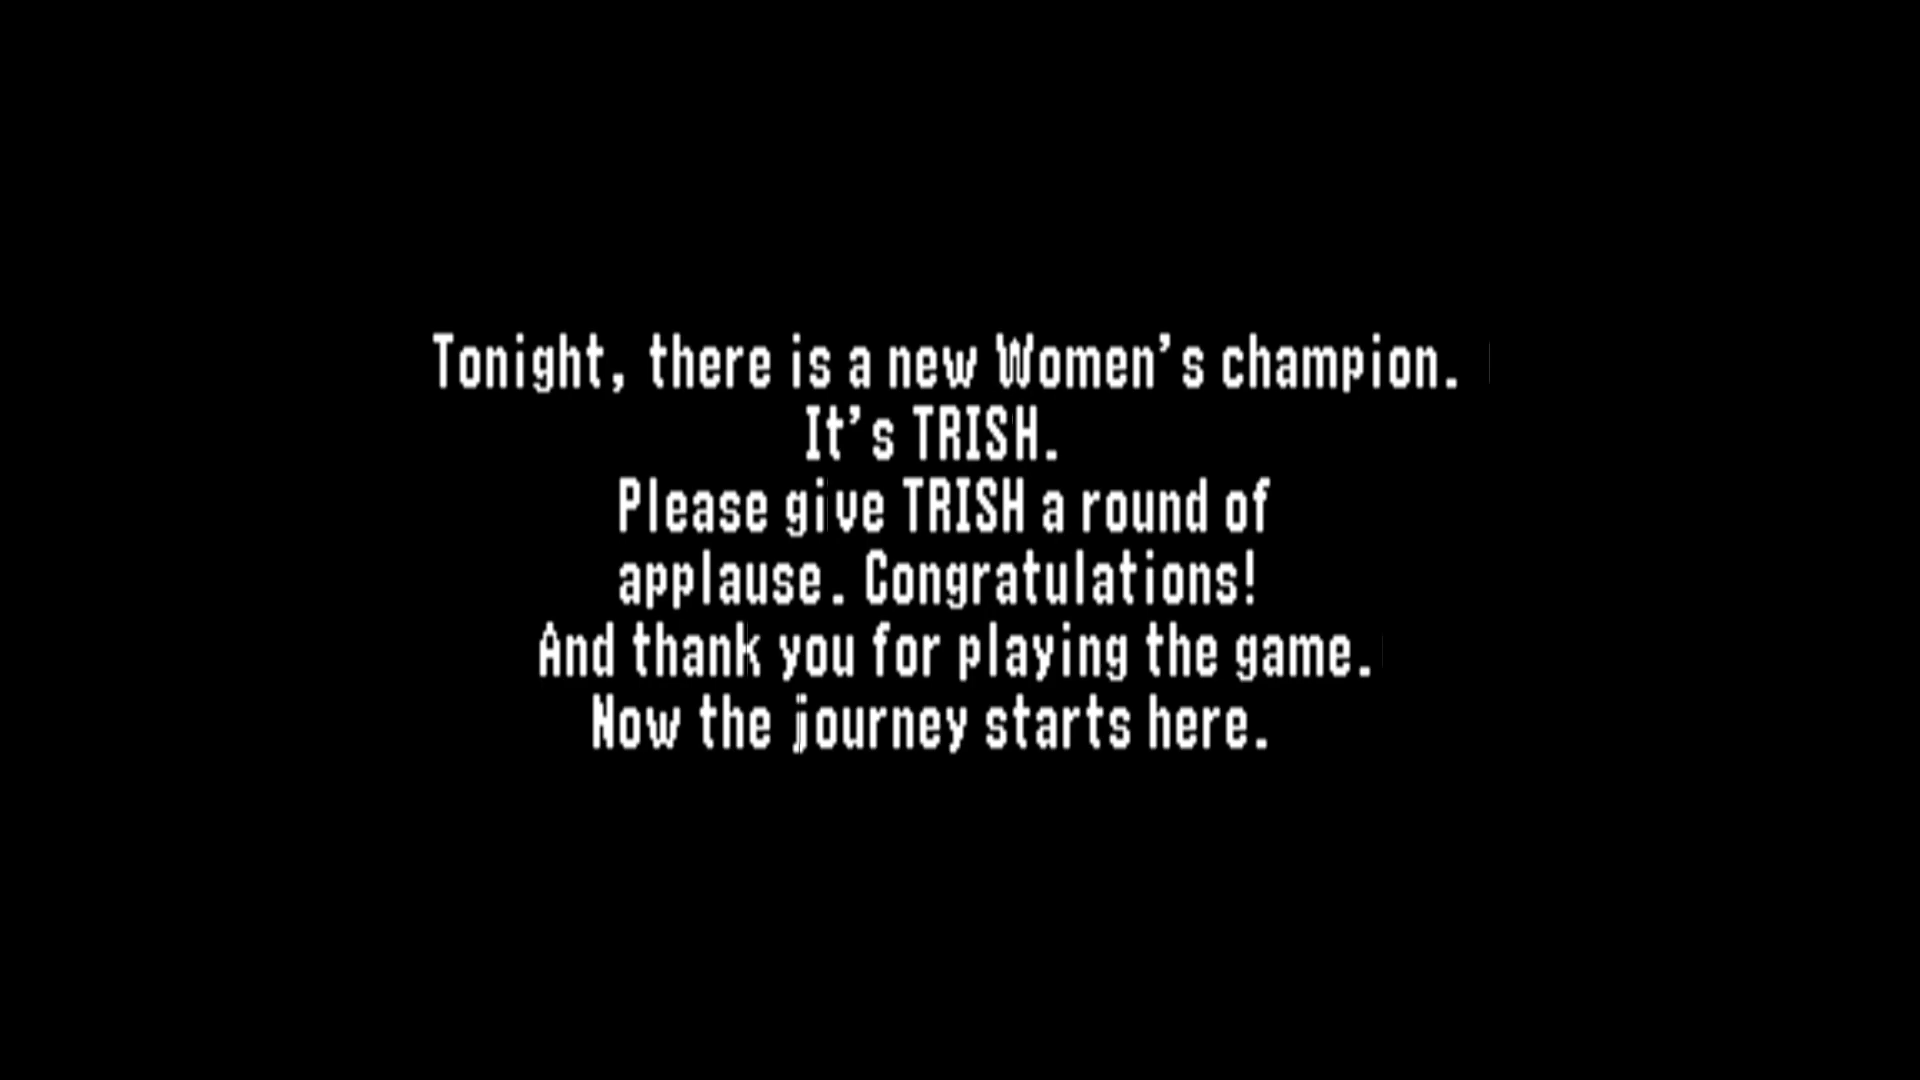 Tonight, there is a new Women's champion.
It's TRISH.
Please give TRISH a round of
applause. Congratulations!
And thank you for playing the game.
Now the journey starts here.